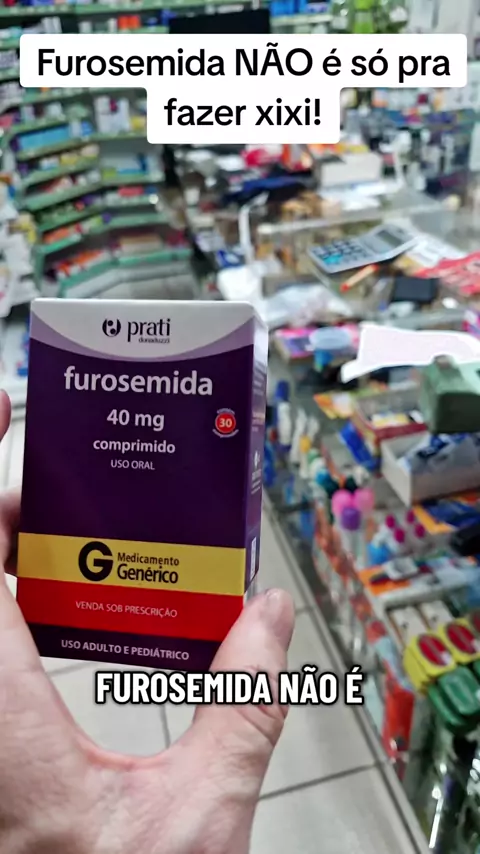 Furosemida NÃO é só pra
fazer xixi!
prati
donaduzzi
furosemida
40 mg
comprimido
USO ORAL
30
G Medicamento
Genérico
VENDA SOB PRESCRIÇÃO
USO ADULTO E PEDIÁTRICO
FUROSEMIDA NÃO É